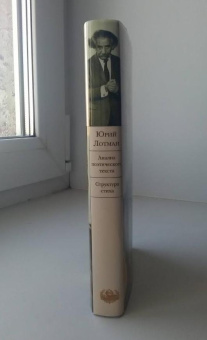 Юрий
Лотман
Анализ
поэтического
текста
Структура
стиха